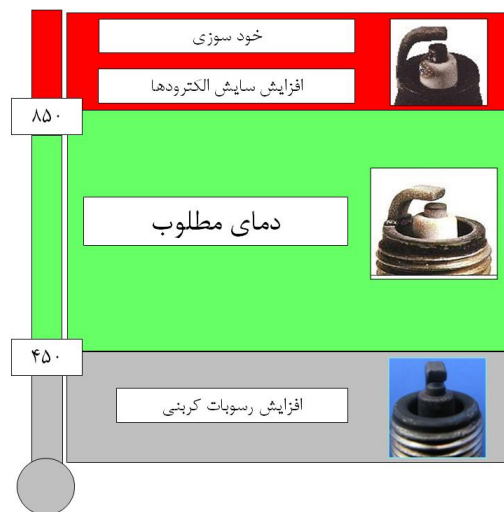 خود سوزی
افزایش سایش الکترودها
۸۵۰
دمای مطلوب
۴۵۰
افزایش رسوبات کربنی